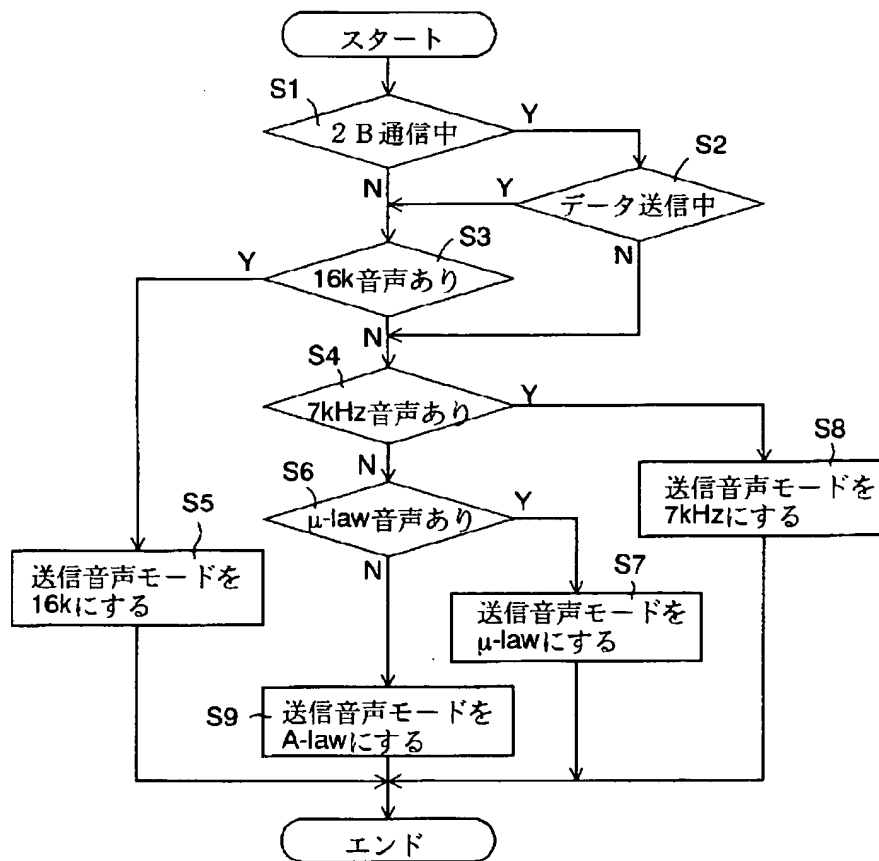 スタート
S1
2B通信中
Y
S2
N
Y
データ送信中
S3
Y
16k音声あり
N
N
S4
7kHz音声あり
Y
S8
N
S6
送信音声モードを
7kHzにする
μ-law音声あり
Y
S5
N
S7
送信音声モードを
16kにする
送信音声モードを
μ-lawにする
S9
送信音声モードを
A-lawにする
エンド